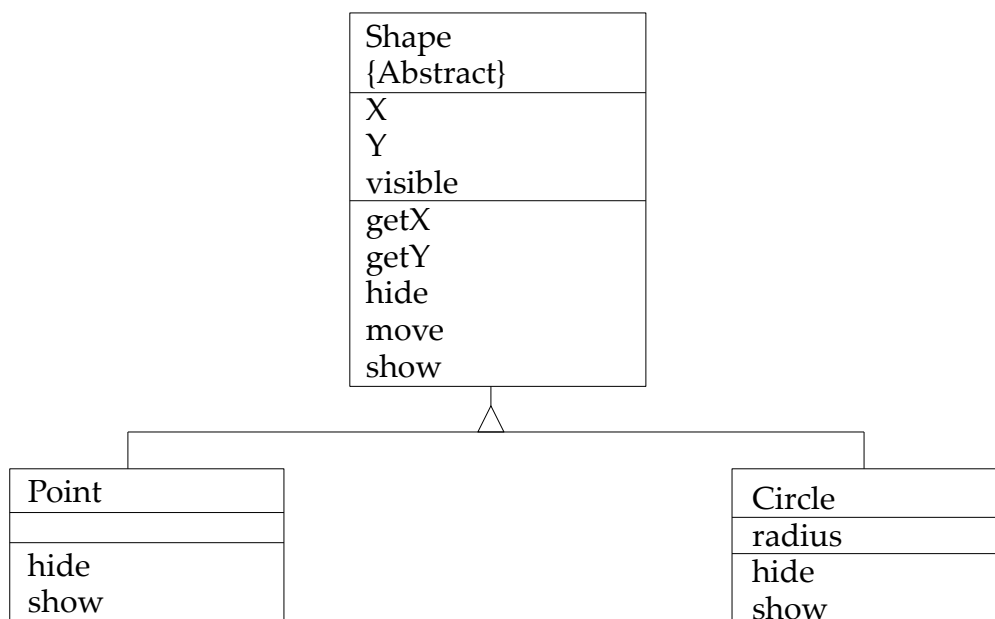 Shape
{Abstract}
X
Y
visible
getX
getY
hide
move
show
Point
hide
show
Circle
radius
hide
show